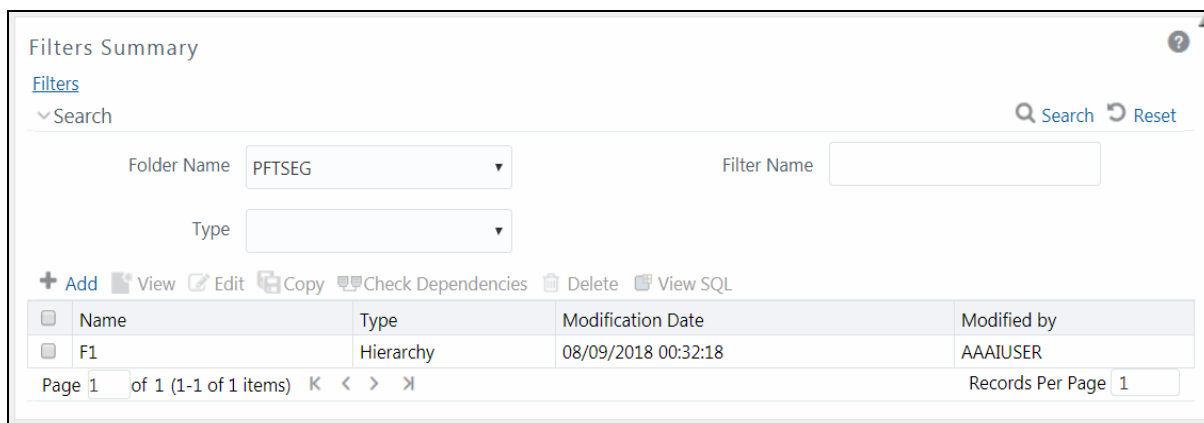 Filters Summary
?
Filters
Search Search Reset
Folder Name PFTSEG Filter Name
Type
Add View Edit Copy Check Dependencies Delete View SQL
Name Type Modification Date Modified by
F1 Hierarchy 08/09/2018 00:32:18 AAAIUSER
Page 1 of 1 (1-1 of 1 items) Records Per Page 1